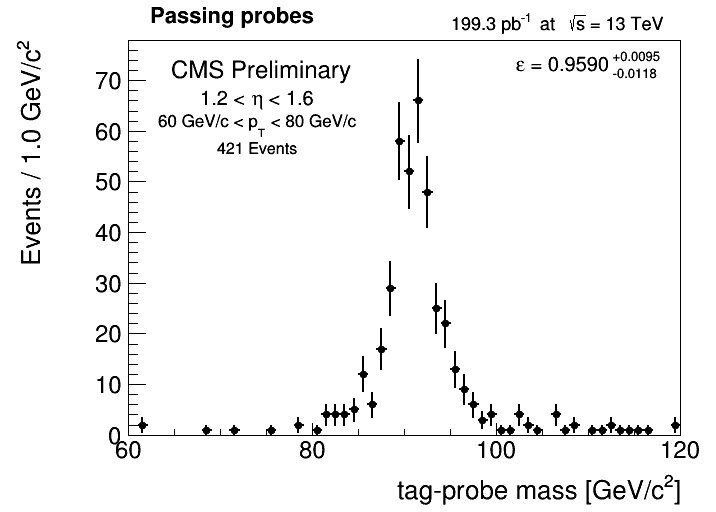 Passing probes
199.3 pb⁻¹ at √s = 13 TeV
CMS Preliminary
ε = 0.9590 +0.0095 -0.0118
1.2 < η < 1.6
60 GeV/c < p_T < 80 GeV/c
421 Events
Events / 1.0 GeV/c²
70
60
50
40
30
20
10
0
60 80 100 120
tag-probe mass [GeV/c²]